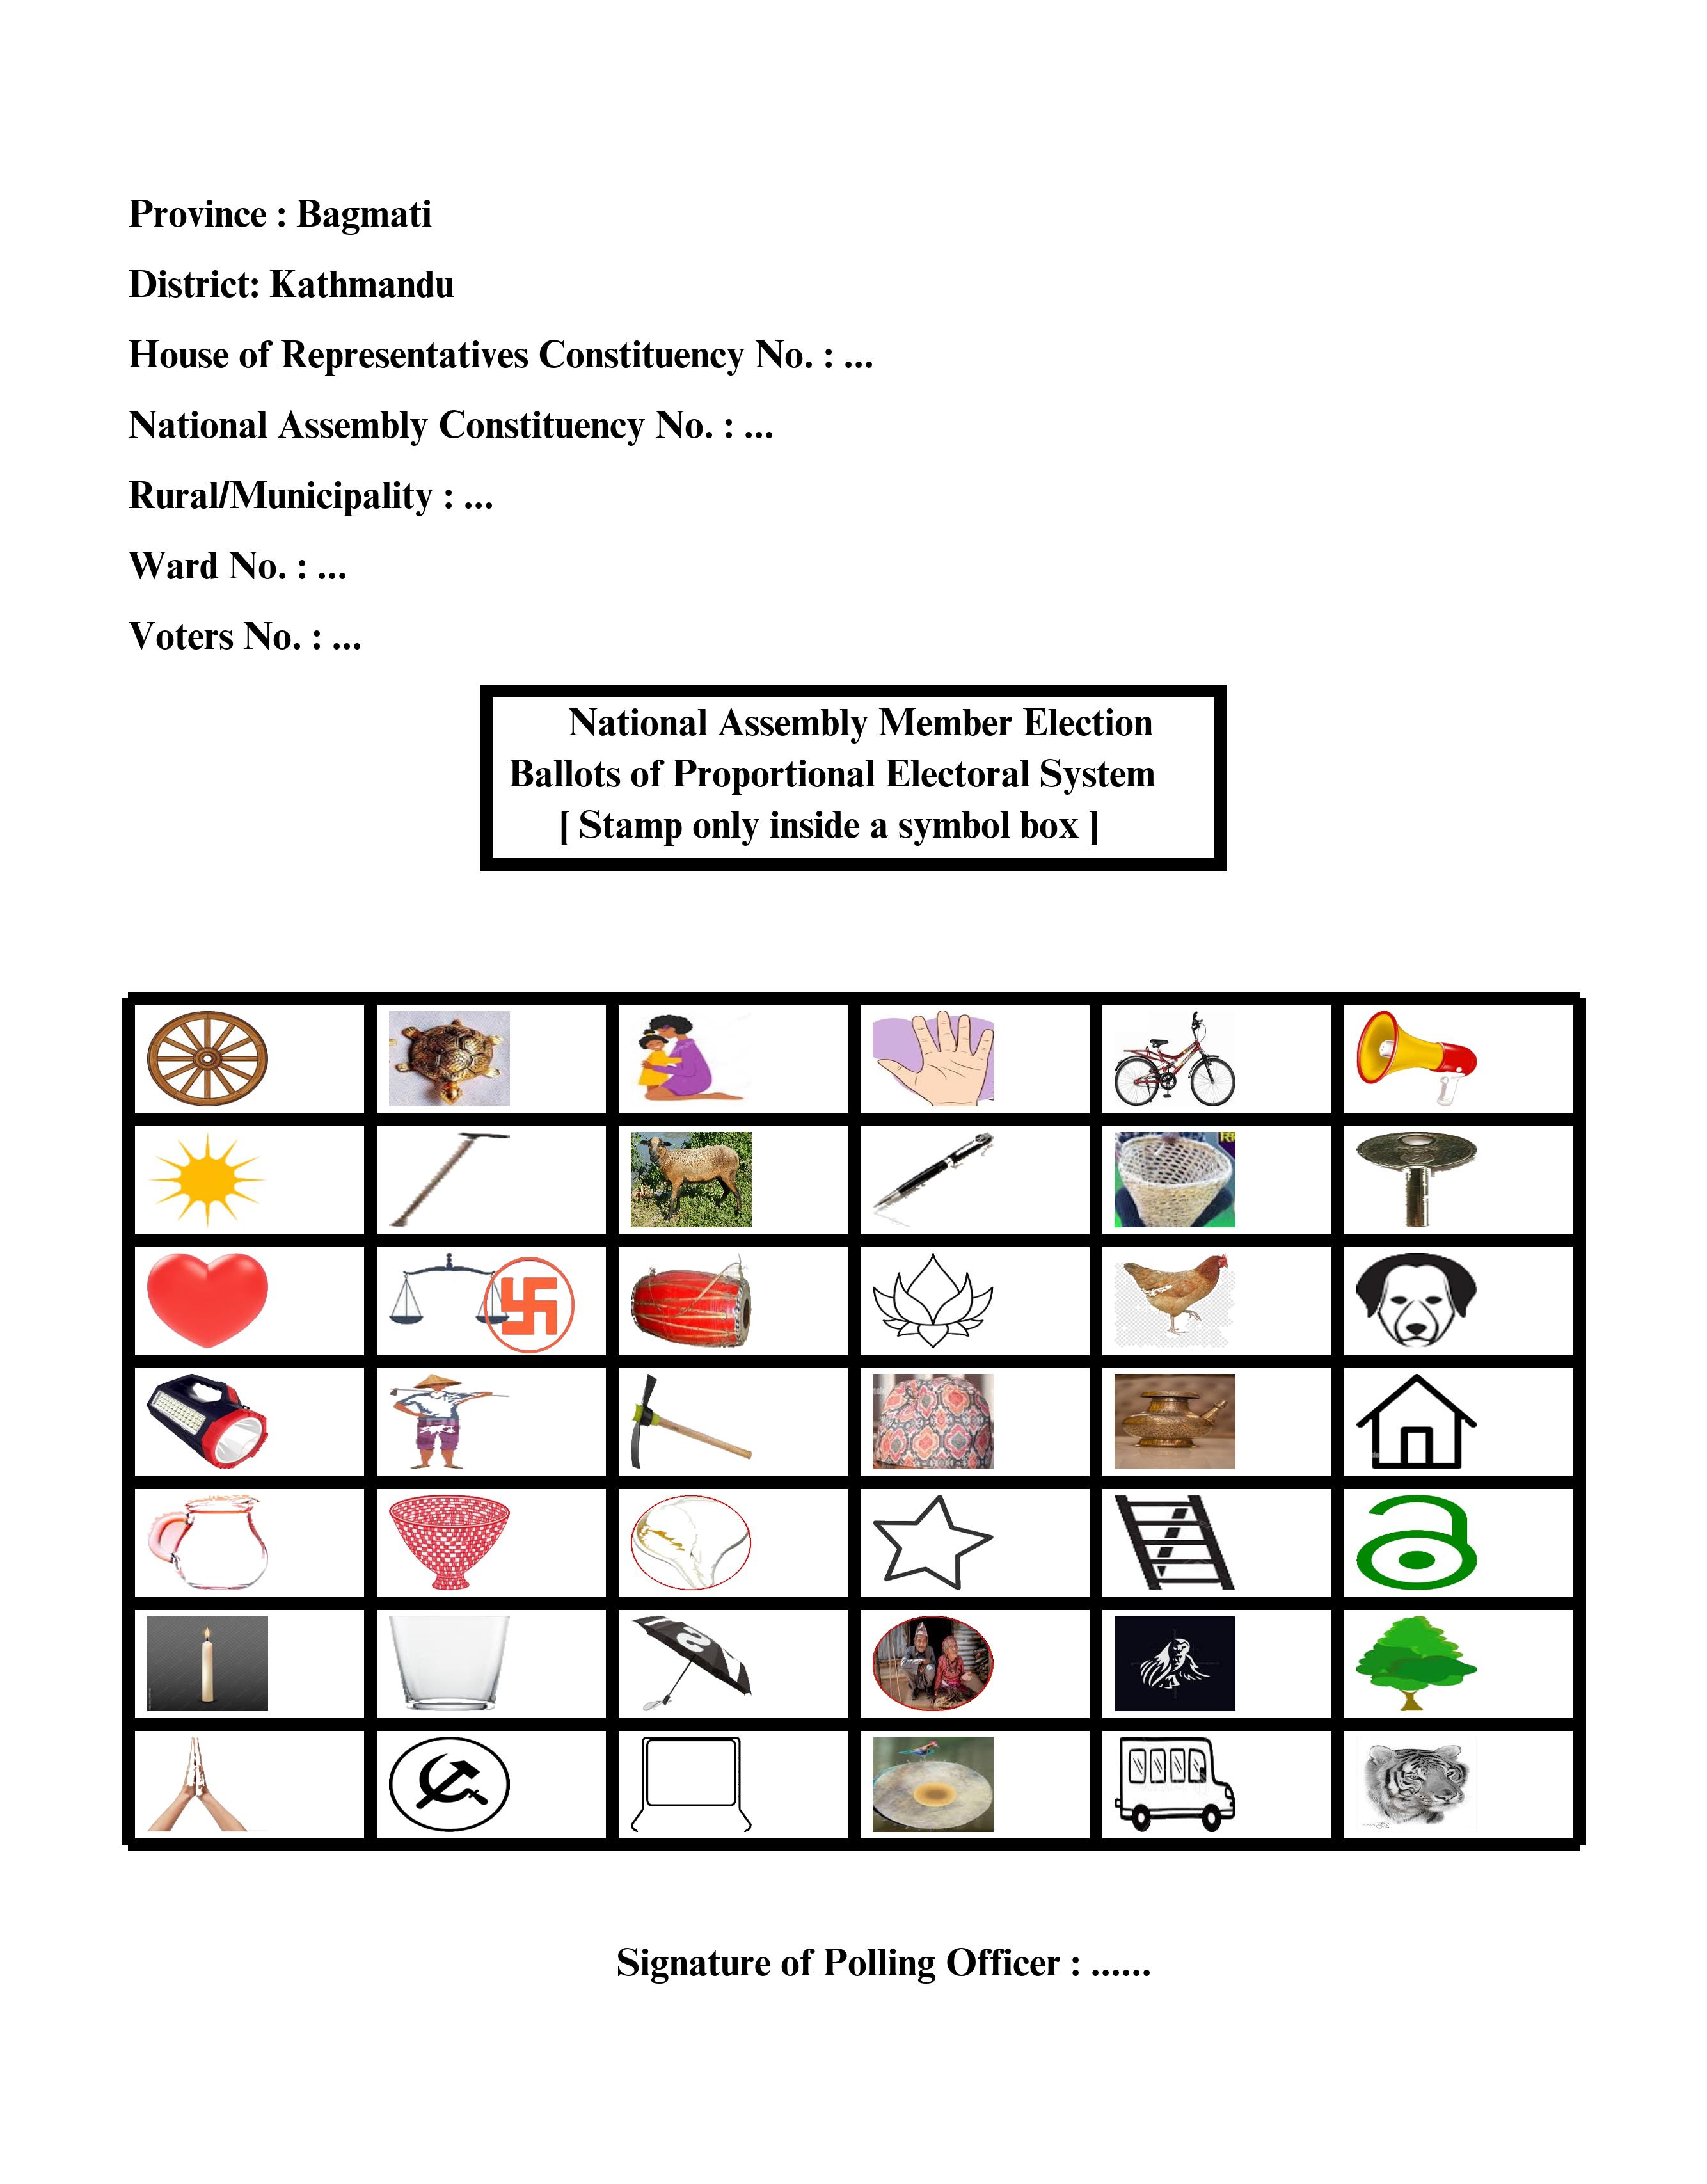 Province : Bagmati
District: Kathmandu
House of Representatives Constituency No. : ...
National Assembly Constituency No. : ...
Rural/Municipality : ...
Ward No. : ...
Voters No. : ...
National Assembly Member Election
Ballots of Proportional Electoral System
[ Stamp only inside a symbol box ]
Signature of Polling Officer : ......